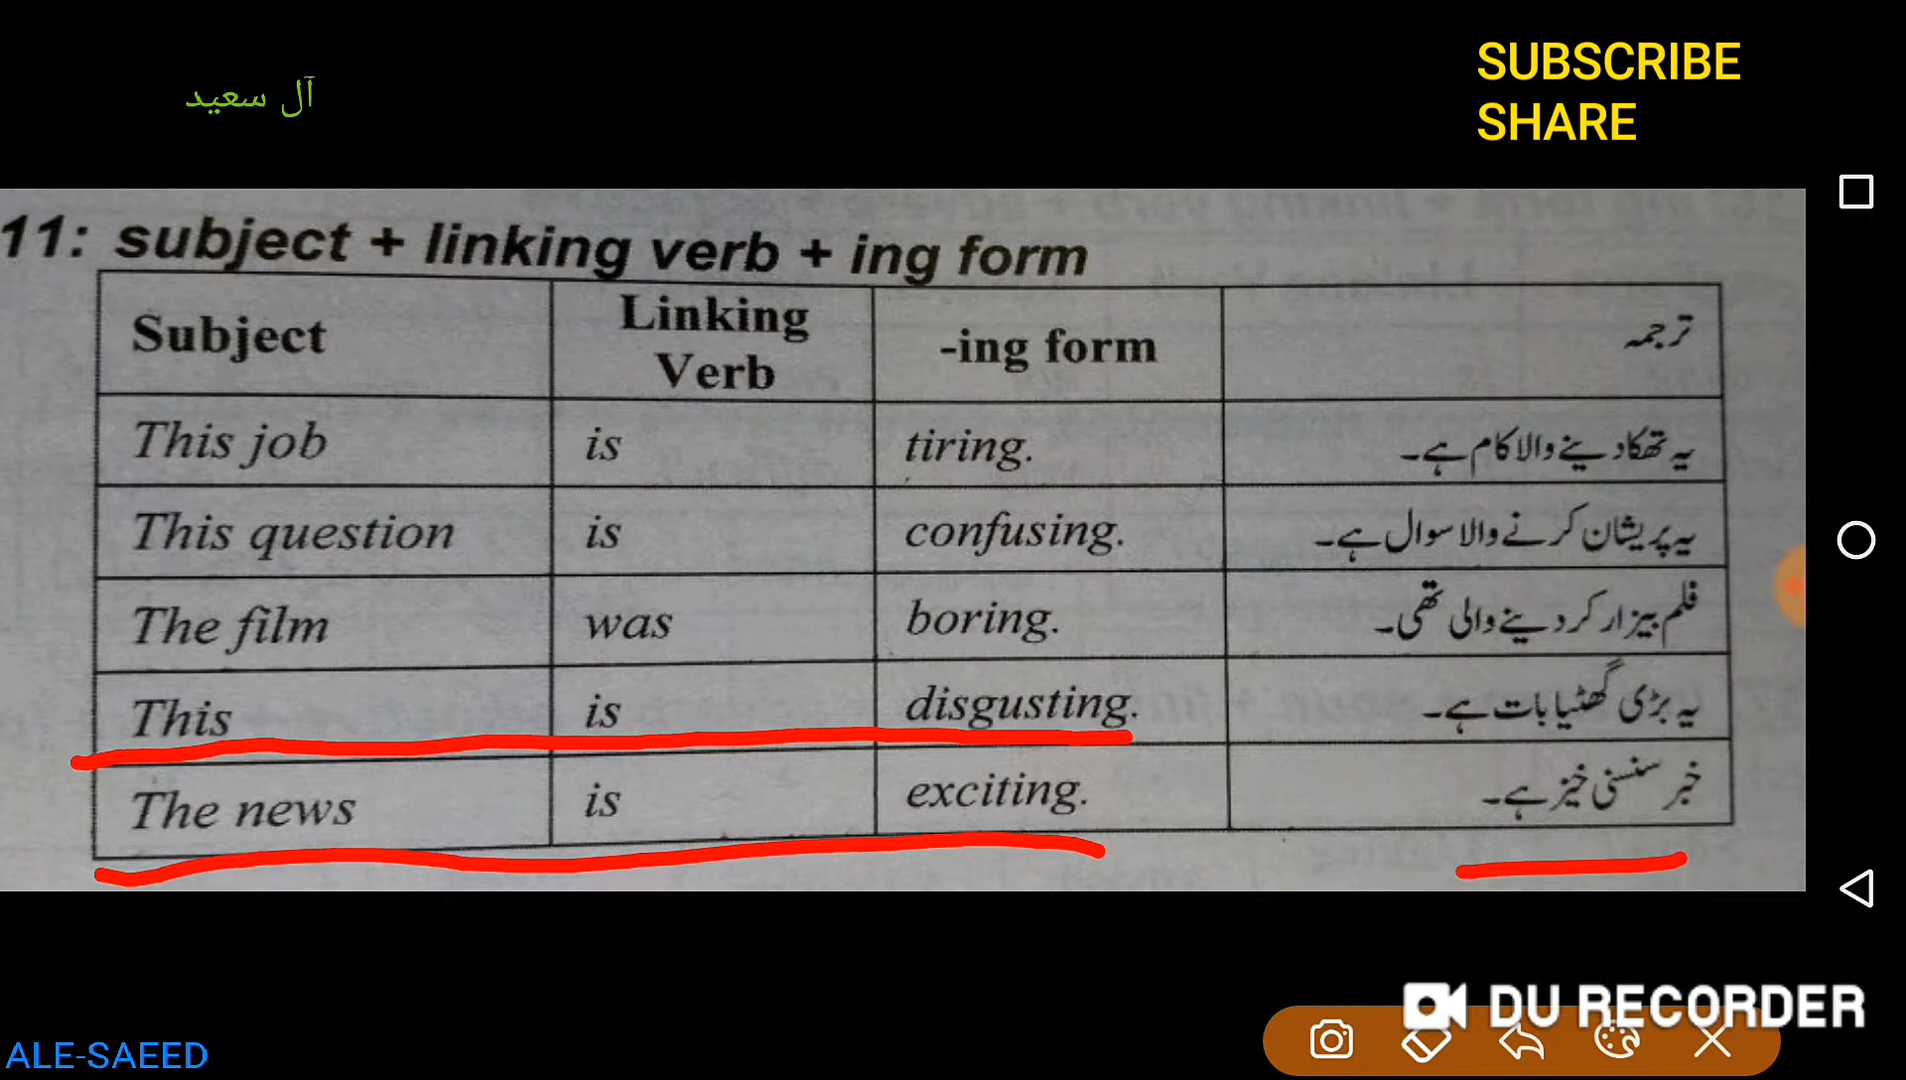 آل سعید
SUBSCRIBE
SHARE
11: subject + linking verb + ing form
Subject
Linking
Verb
-ing form
ترجمہ
This job is tiring. یہ تھکا دینے والا کام ہے۔
This question is confusing. یہ پریشان کرنے والا سوال ہے۔
The film was boring. فلم بیزار کر دینے والی تھی۔
This is disgusting. یہ بڑی گھٹیا بات ہے۔
The news is exciting. خبر سنسنی خیز ہے۔
DU RECORDER
ALE-SAEED